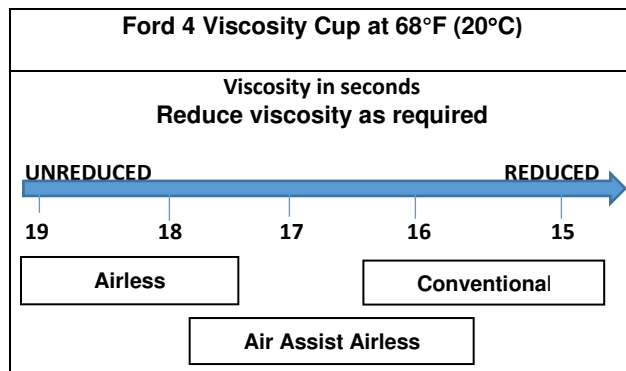 Ford 4 Viscosity Cup at 68°F (20°C)
Viscosity in seconds
Reduce viscosity as required
UNREDUCED REDUCED
19 18 17 16 15
Airless Conventional
Air Assist Airless